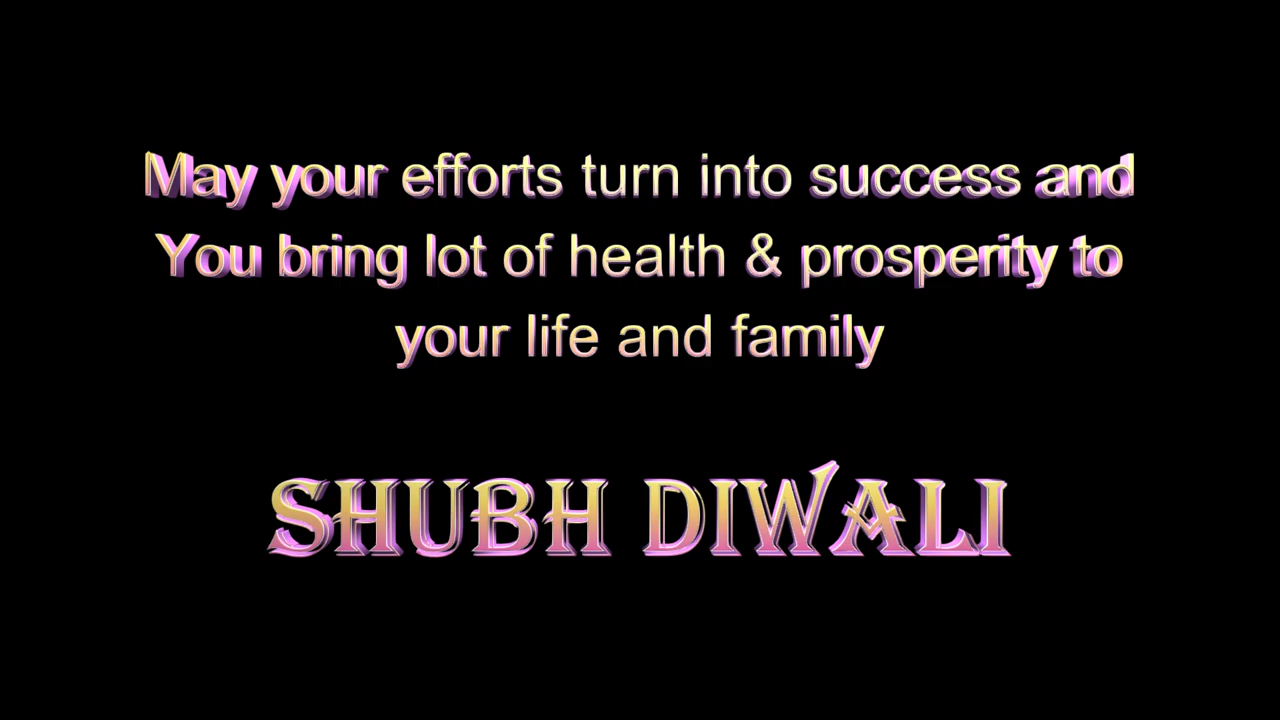 May your efforts turn into success and
You bring lot of health & prosperity to
your life and family
SHUBH DIWALI